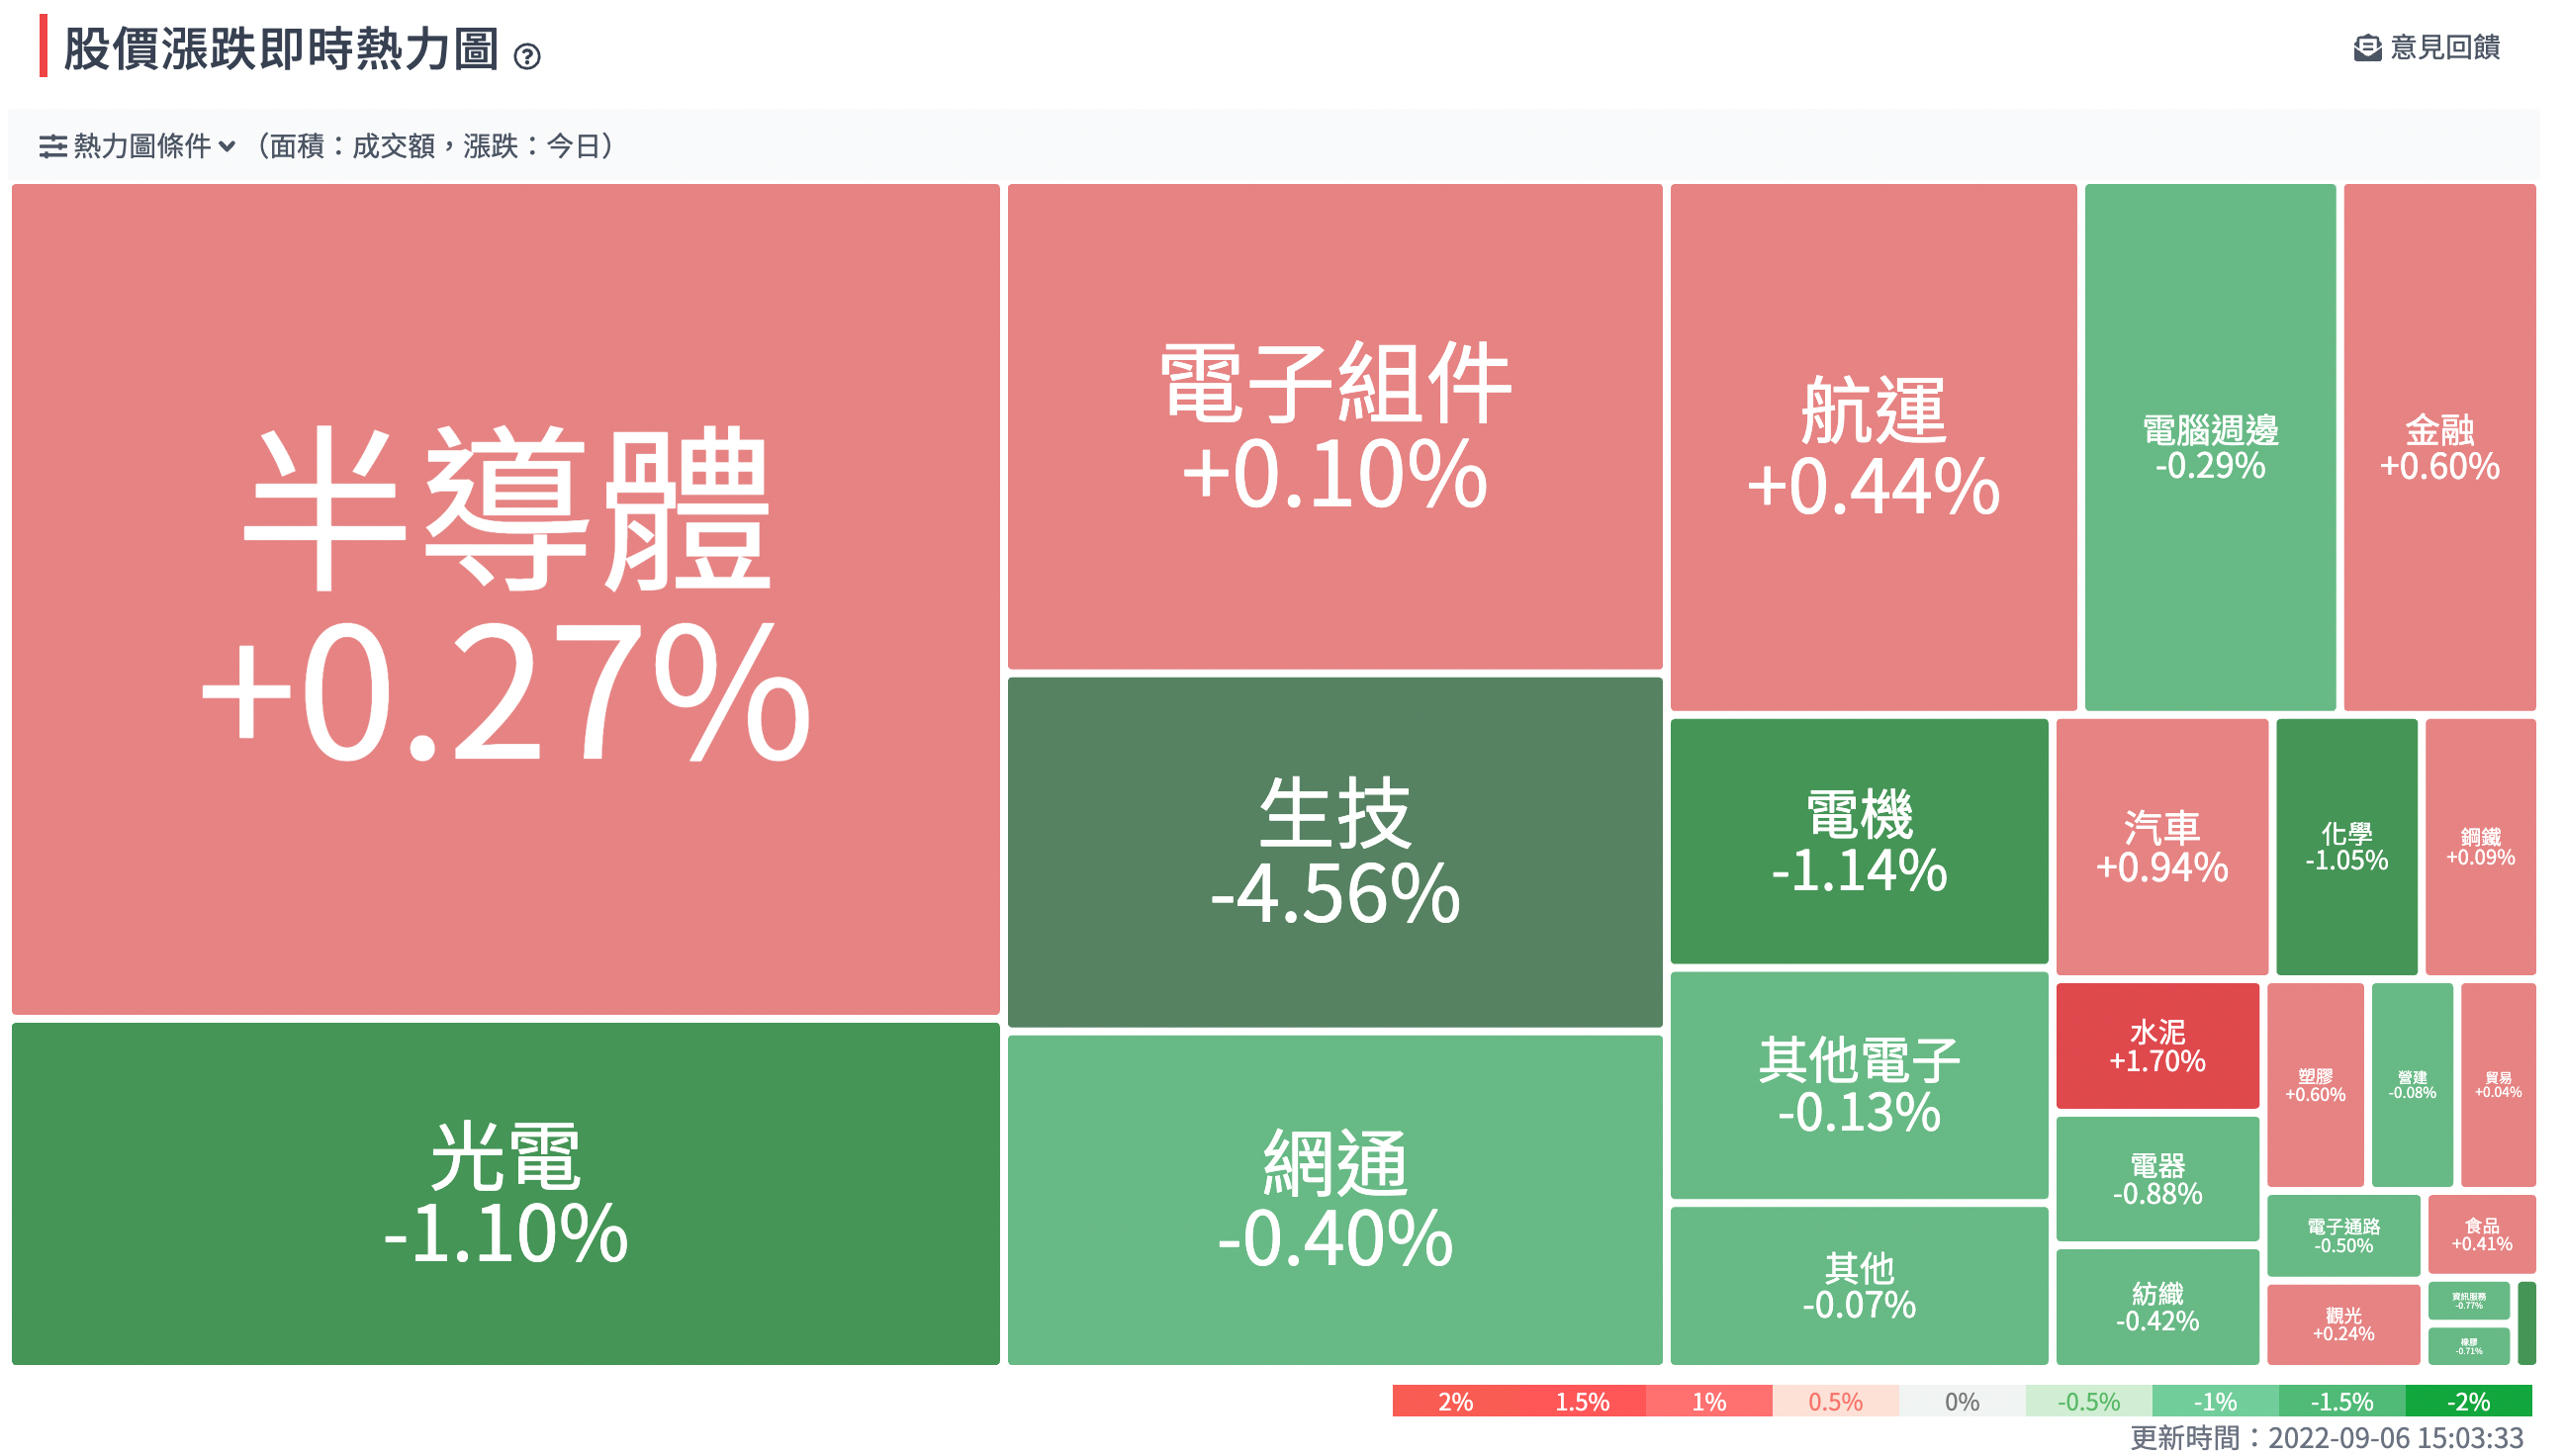 股價漲跌即時熱力圖
意見回饋
熱力圖條件 （面積：成交額，漲跌：今日）
半導體
+0.27%
光電
-1.10%
電子組件
+0.10%
生技
-4.56%
網通
-0.40%
航運
+0.44%
電腦週邊
-0.29%
金融
+0.60%
電機
-1.14%
其他電子
-0.13%
其他
-0.07%
汽車
+0.94%
化學
-1.05%
鋼鐵
+0.09%
水泥
+1.70%
電器
-0.88%
紡織
-0.42%
塑膠
+0.60%
營建
-0.08%
貿易
+0.04%
電子通路
-0.50%
食品
+0.41%
觀光
+0.24%
資訊服務
-0.77%
橡膠
-0.71%
2% 1.5% 1% 0.5% 0% -0.5% -1% -1.5% -2%
更新時間：2022-09-06 15:03:33